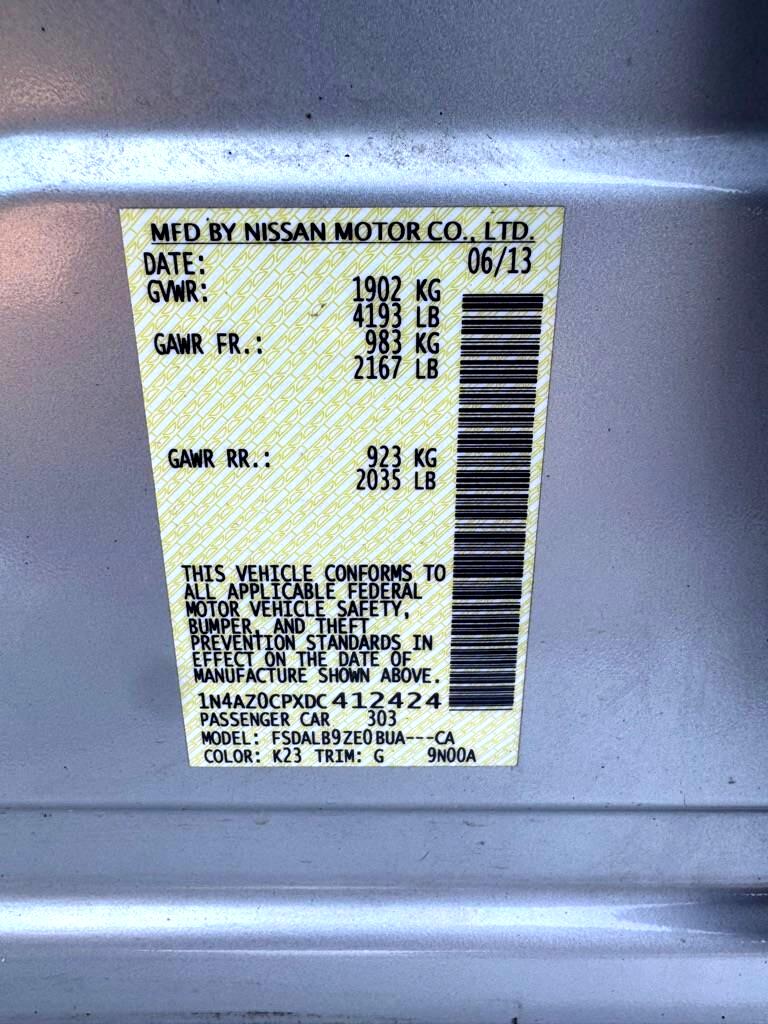 MFD BY NISSAN MOTOR CO., LTD.
DATE: 06/13
GVWR: 1902 KG
4193 LB
GAWR FR.: 983 KG
2167 LB
GAWR RR.: 923 KG
2035 LB
THIS VEHICLE CONFORMS TO
ALL APPLICABLE FEDERAL
MOTOR VEHICLE SAFETY,
BUMPER, AND THEFT
PREVENTION STANDARDS IN
EFFECT ON THE DATE OF
MANUFACTURE SHOWN ABOVE.
1N4AZ0CPXDC412424
PASSENGER CAR 303
MODEL: FSDALB9ZE0BUA---CA
COLOR: K23 TRIM: G 9N00A